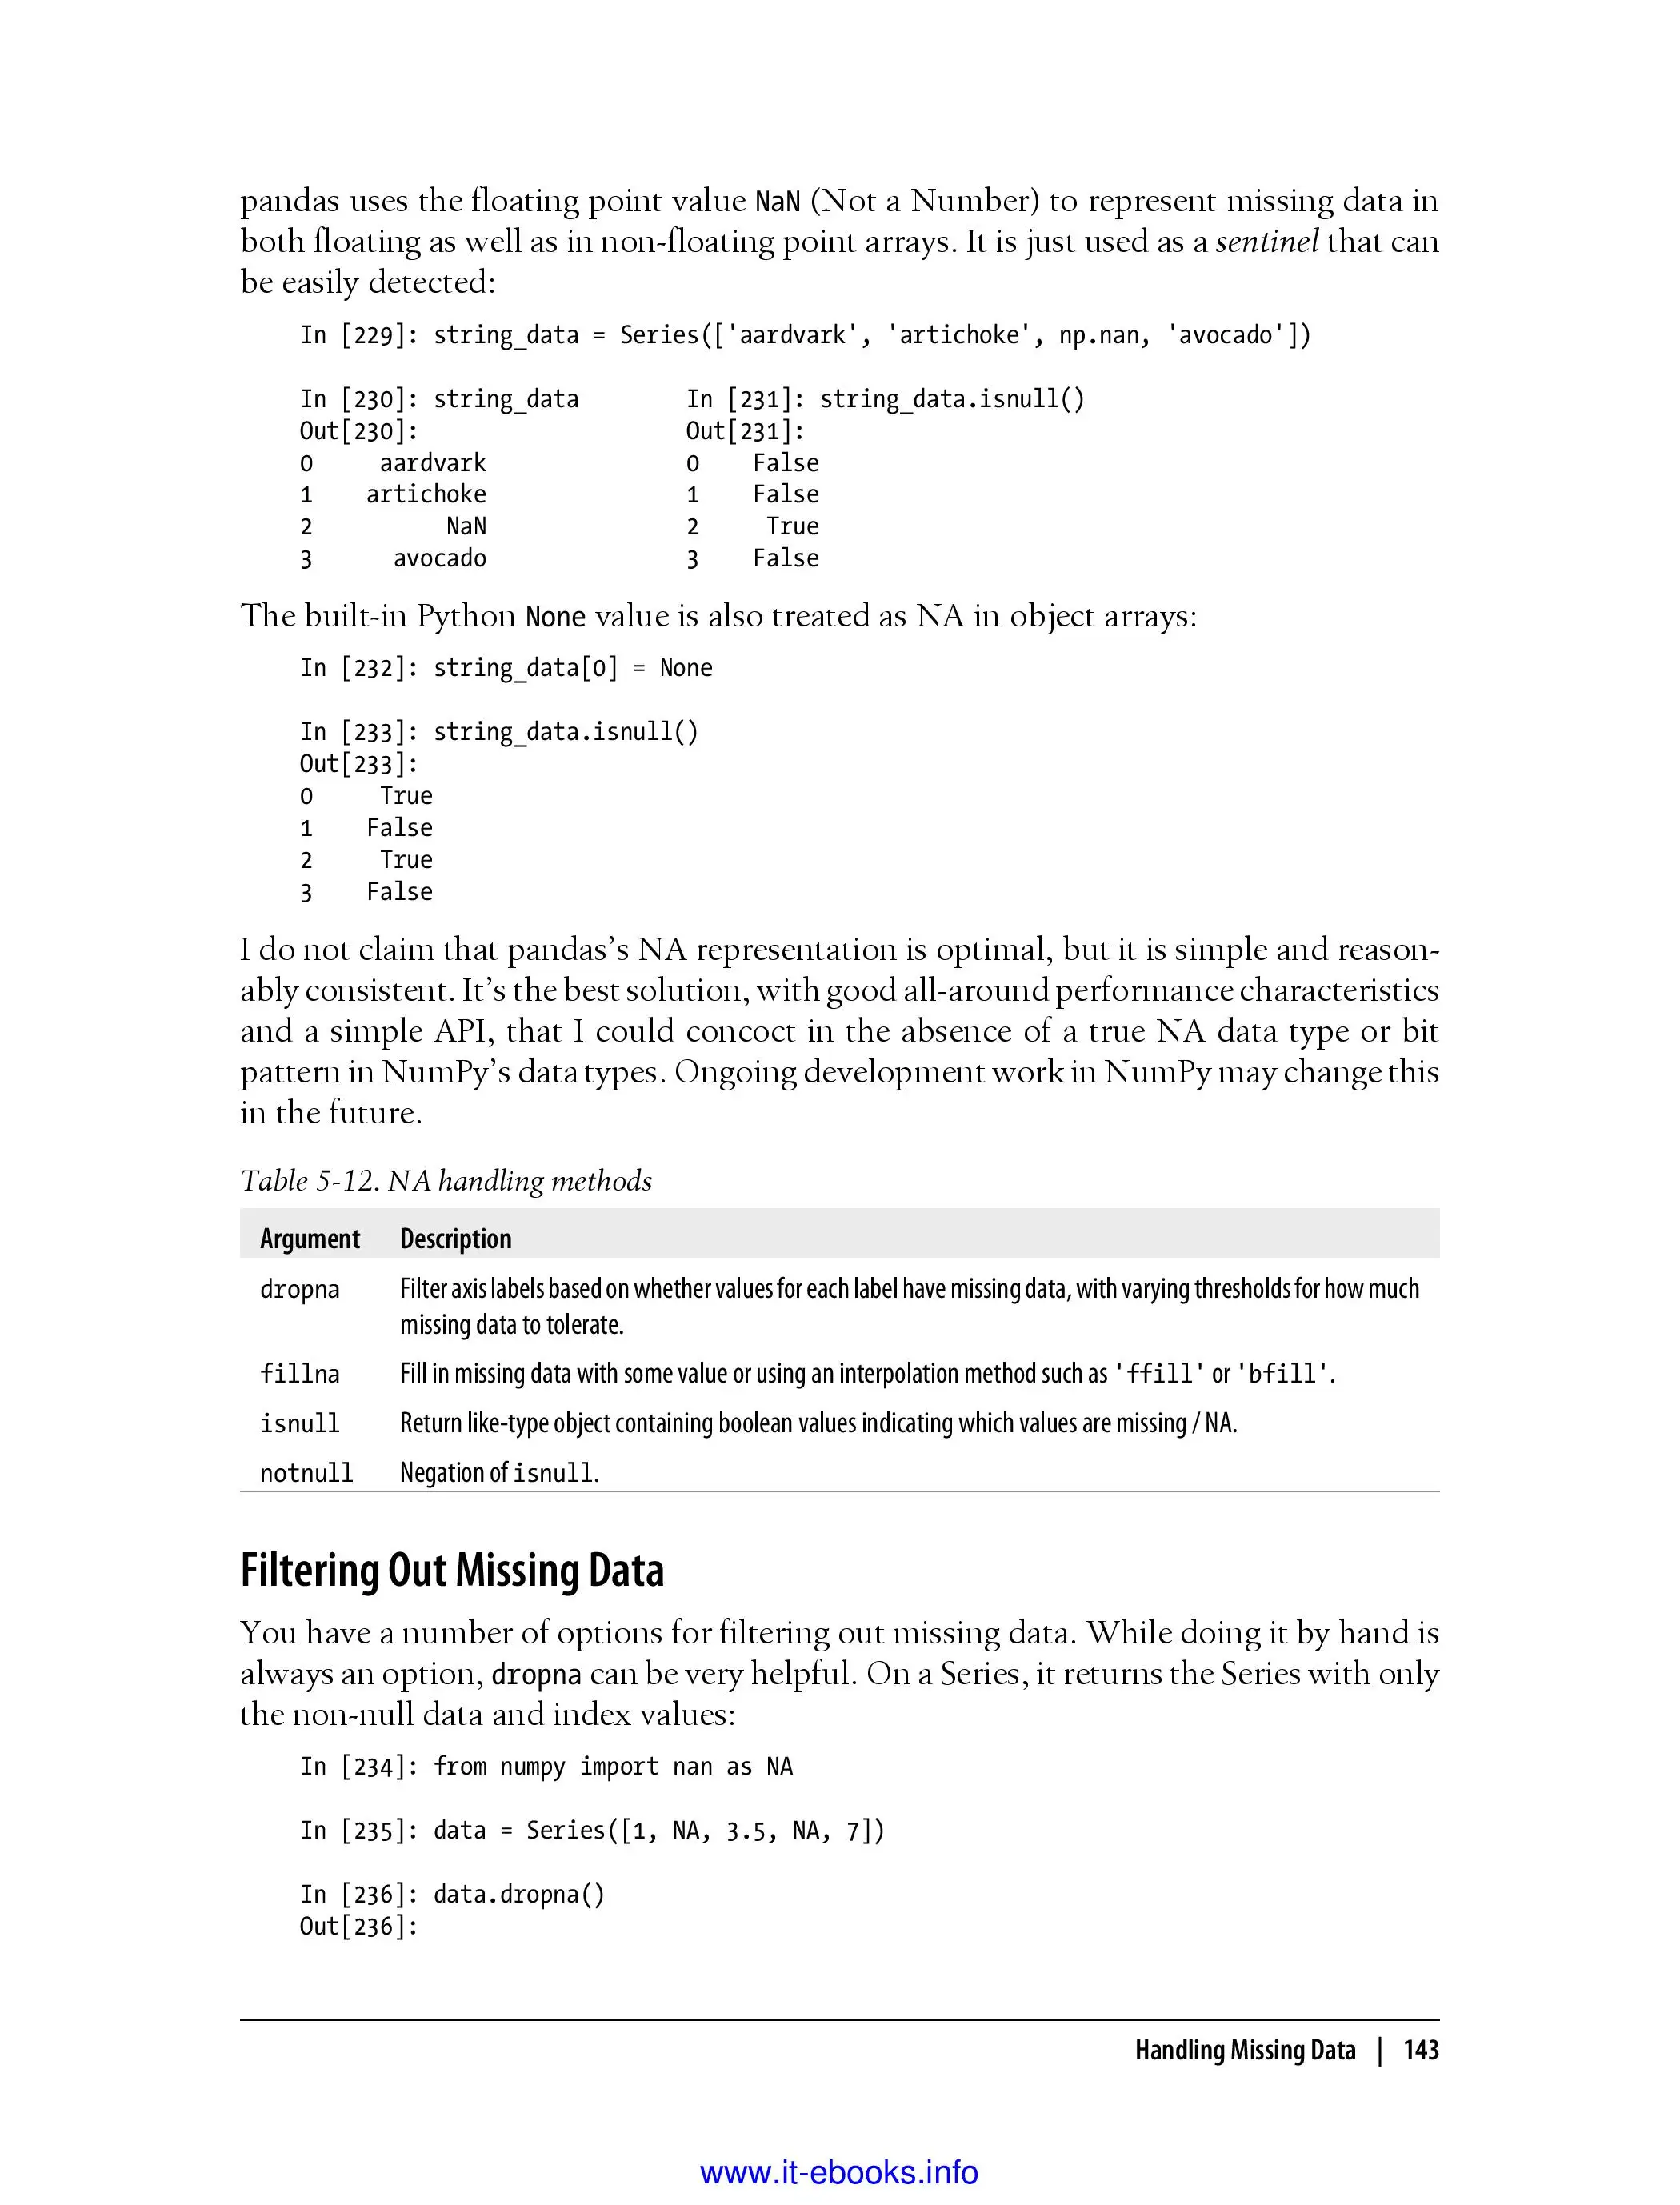 pandas uses the floating point value NaN (Not a Number) to represent missing data in
both floating as well as in non-floating point arrays. It is just used as a sentinel that can
be easily detected:
In [229]: string_data = Series(['aardvark', 'artichoke', np.nan, 'avocado'])
In [230]: string_data        In [231]: string_data.isnull()
Out[230]:                    Out[231]:
0     aardvark               0    False
1    artichoke               1    False
2          NaN               2     True
3      avocado               3    False
The built-in Python None value is also treated as NA in object arrays:
In [232]: string_data[0] = None
In [233]: string_data.isnull()
Out[233]:
0     True
1    False
2     True
3    False
I do not claim that pandas’s NA representation is optimal, but it is simple and reason-
ably consistent. It’s the best solution, with good all-around performance characteristics
and a simple API, that I could concoct in the absence of a true NA data type or bit
pattern in NumPy’s data types. Ongoing development work in NumPy may change this
in the future.
Table 5-12. NA handling methods
Argument    Description
dropna    Filter axis labels based on whether values for each label have missing data, with varying thresholds for how much
missing data to tolerate.
fillna    Fill in missing data with some value or using an interpolation method such as 'ffill' or 'bfill'.
isnull    Return like-type object containing boolean values indicating which values are missing / NA.
notnull    Negation of isnull.
Filtering Out Missing Data
You have a number of options for filtering out missing data. While doing it by hand is
always an option, dropna can be very helpful. On a Series, it returns the Series with only
the non-null data and index values:
In [234]: from numpy import nan as NA
In [235]: data = Series([1, NA, 3.5, NA, 7])
In [236]: data.dropna()
Out[236]:
Handling Missing Data | 143
www.it-ebooks.info